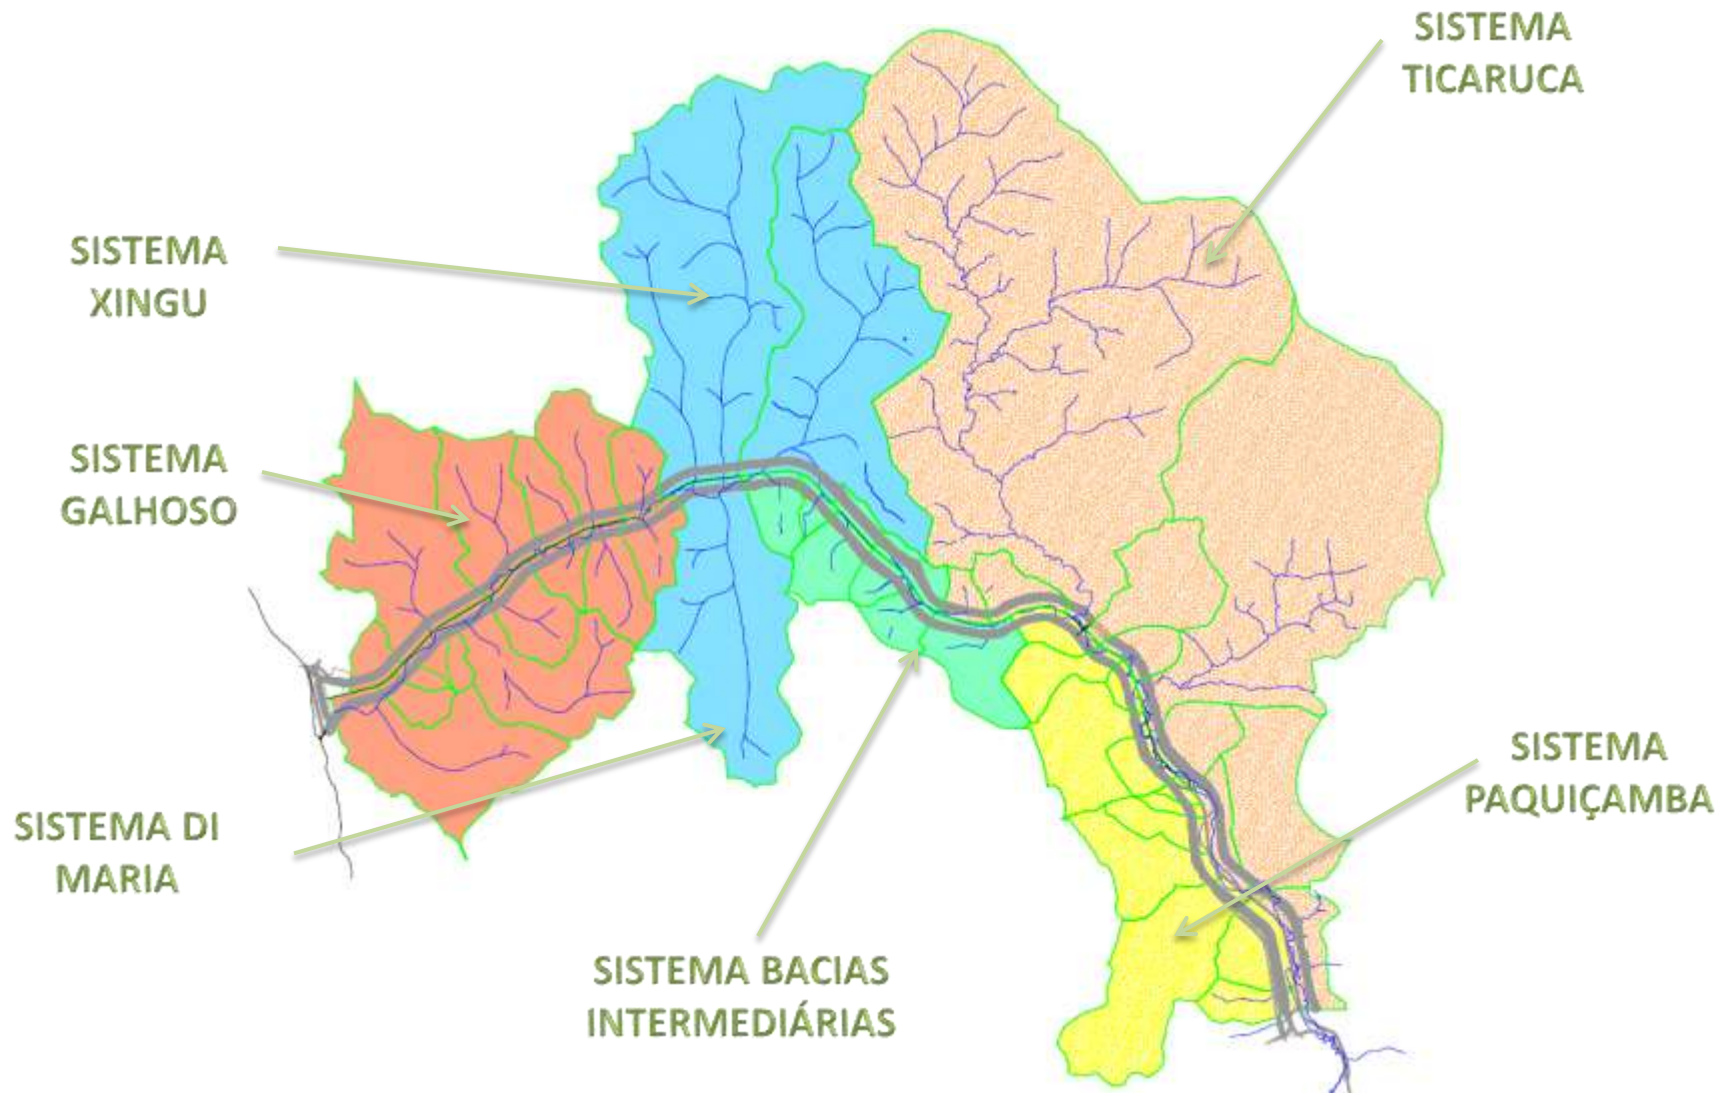 SISTEMA
TICARUCA
SISTEMA
XINGU
SISTEMA
GALHOSO
SISTEMA DI
MARIA
SISTEMA BACIAS
INTERMEDIÁRIAS
SISTEMA
PAQUIÇAMBA